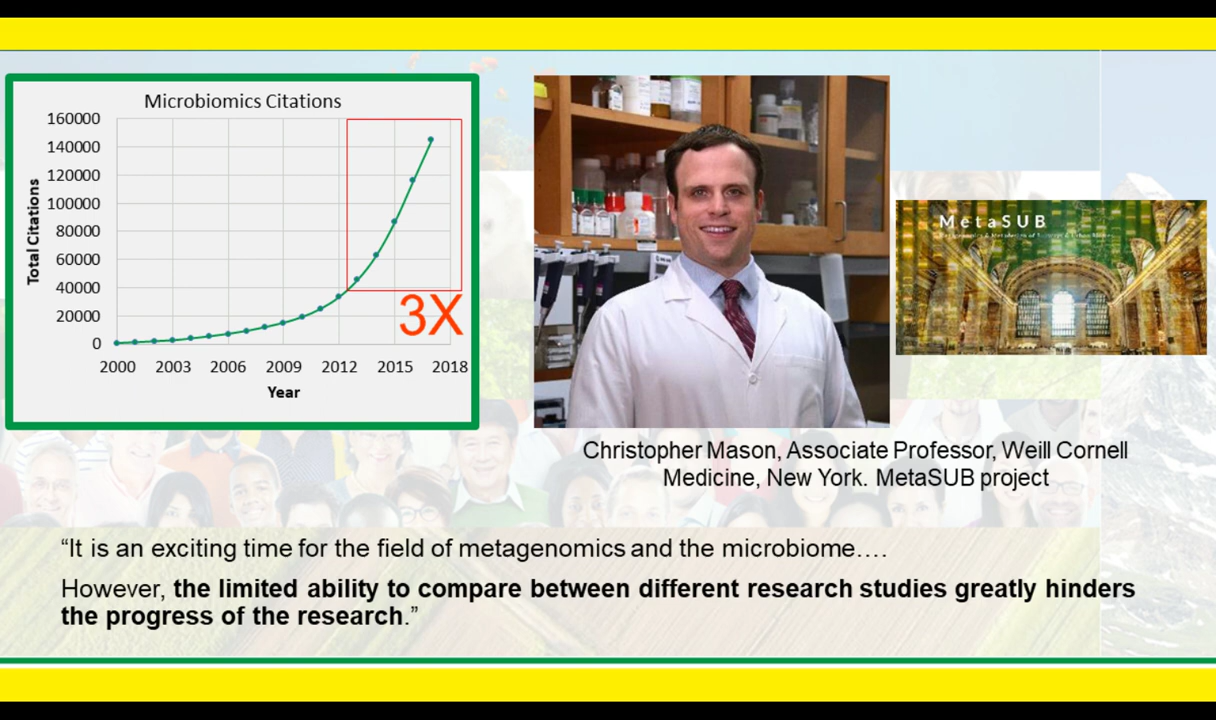 Microbiomics Citations
160000
140000
120000
100000
80000
60000
40000
20000
0
Total Citations
3X
2000 2003 2006 2009 2012 2015 2018
Year
MetaSUB
Christopher Mason, Associate Professor, Weill Cornell
Medicine, New York. MetaSUB project
“It is an exciting time for the field of metagenomics and the microbiome….
However, the limited ability to compare between different research studies greatly hinders
the progress of the research.”